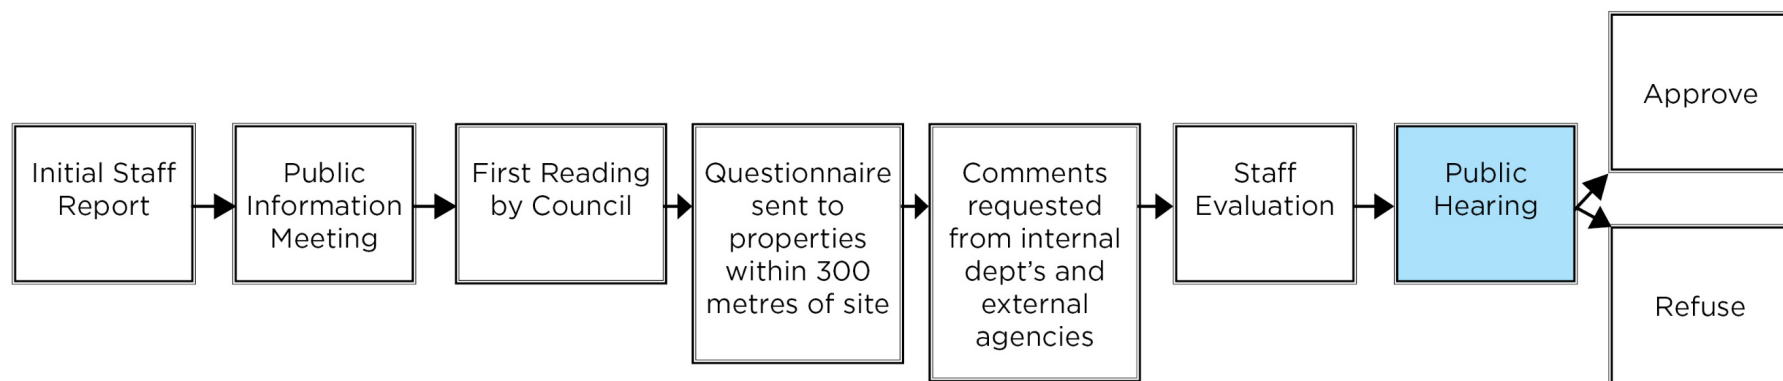 Initial Staff
Report
Public
Information
Meeting
First Reading
by Council
Questionnaire
sent to
properties
within 300
metres of site
Comments
requested
from internal
dept's and
external
agencies
Staff
Evaluation
Public
Hearing
Approve
Refuse